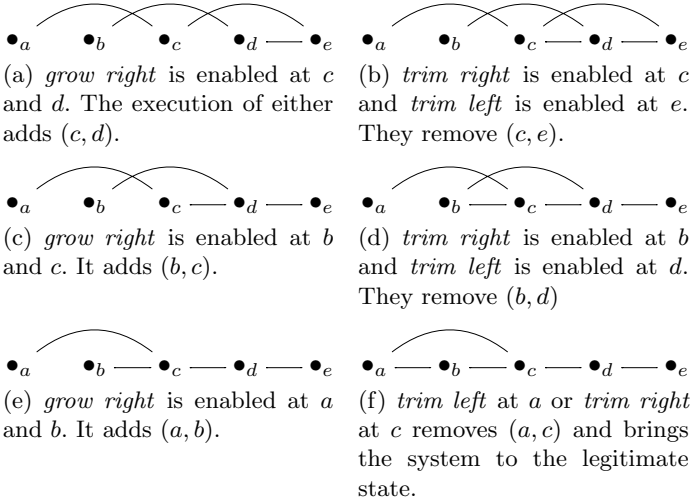 a b c d e
a b c d e
(a) grow right is enabled at c
and d. The execution of either
adds (c, d).
(b) trim right is enabled at c
and trim left is enabled at e.
They remove (c, e).
a b c d e
a b c d e
(c) grow right is enabled at b
and c. It adds (b, c).
(d) trim right is enabled at b
and trim left is enabled at d.
They remove (b, d)
a b c d e
a b c d e
(e) grow right is enabled at a
and b. It adds (a, b).
(f) trim left at a or trim right
at c removes (a, c) and brings
the system to the legitimate
state.